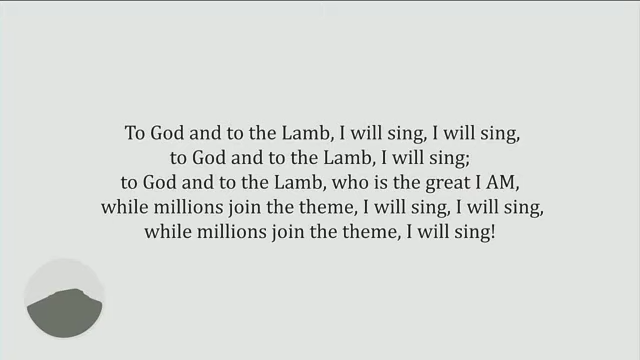 To God and to the Lamb, I will sing, I will sing,
to God and to the Lamb, I will sing;
to God and to the Lamb, who is the great I AM,
while millions join the theme, I will sing, I will sing,
while millions join the theme, I will sing!